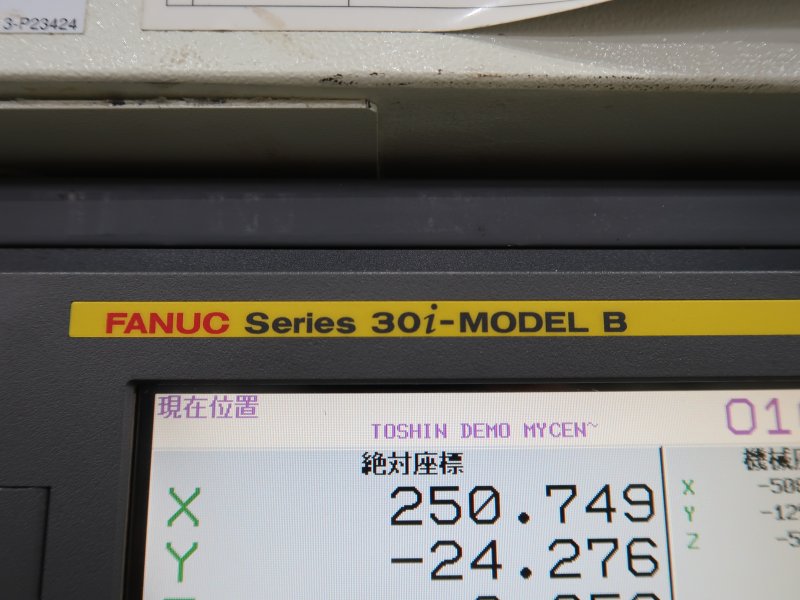 3-P23424
FANUC Series 30i-MODEL B
現在位置
TOSHIN DEMO MYCEN~
絶対座標
X 250.749
Y -24.276
X
Y
Z